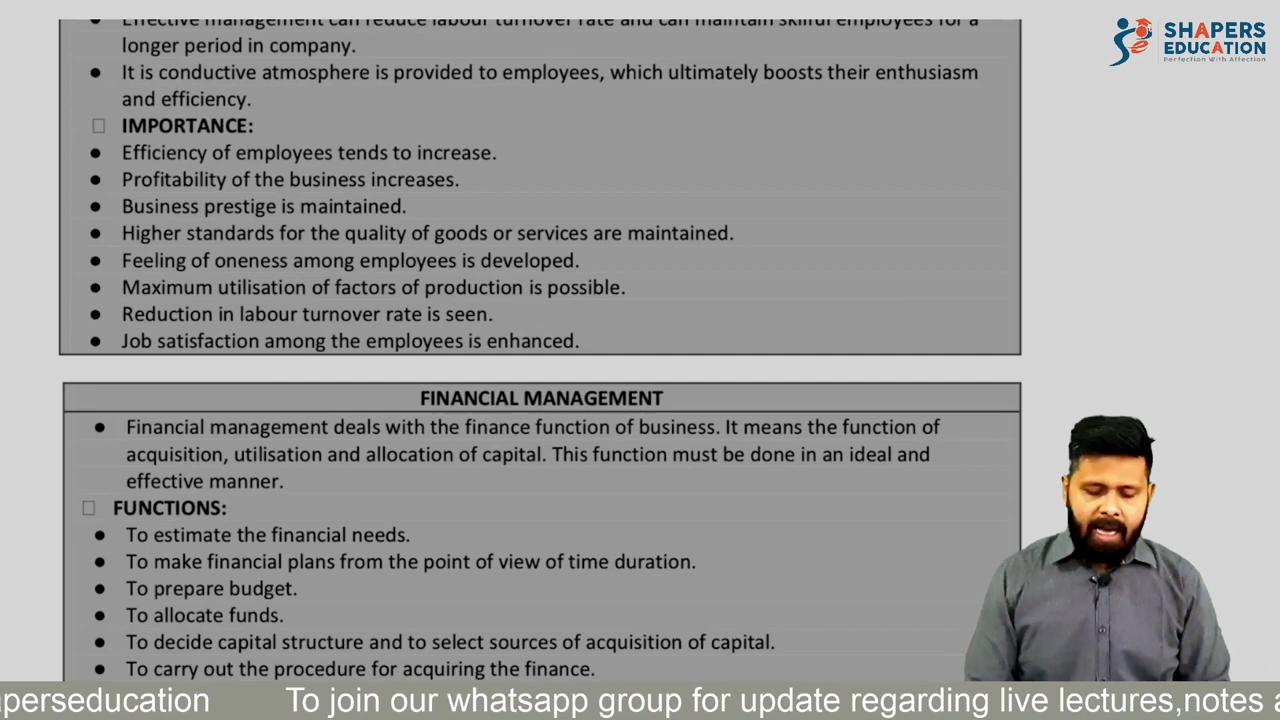 Effective management can reduce labour turnover rate and can maintain skilful employees for a
longer period in company.
● It is conductive atmosphere is provided to employees, which ultimately boosts their enthusiasm
and efficiency.
IMPORTANCE:
● Efficiency of employees tends to increase.
● Profitability of the business increases.
● Business prestige is maintained.
● Higher standards for the quality of goods or services are maintained.
● Feeling of oneness among employees is developed.
● Maximum utilisation of factors of production is possible.
● Reduction in labour turnover rate is seen.
● Job satisfaction among the employees is enhanced.
FINANCIAL MANAGEMENT
● Financial management deals with the finance function of business. It means the function of
acquisition, utilisation and allocation of capital. This function must be done in an ideal and
effective manner.
FUNCTIONS:
● To estimate the financial needs.
● To make financial plans from the point of view of time duration.
● To prepare budget.
● To allocate funds.
● To decide capital structure and to select sources of acquisition of capital.
● To carry out the procedure for acquiring the finance.
SHAPERS
EDUCATION
Perfection With Affection
perseducation To join our whatsapp group for update regarding live lectures,notes